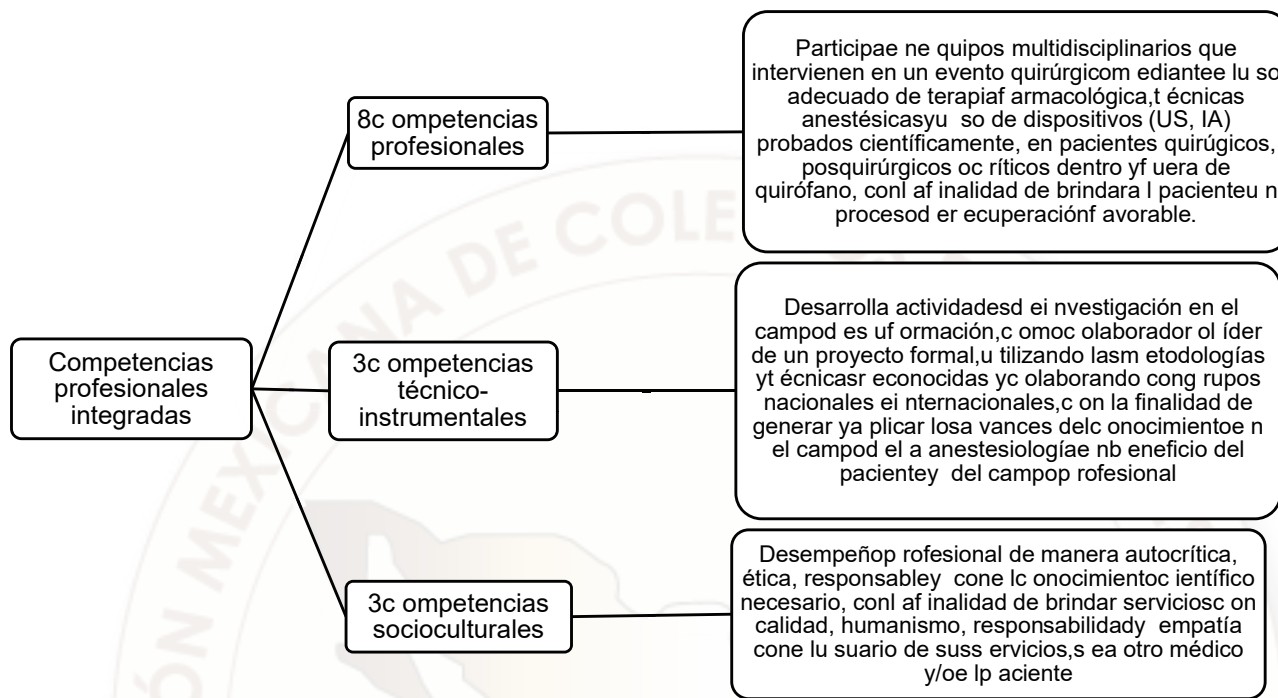 Competencias
profesionales
integradas
8c ompetencias
profesionales
Participae ne quipos multidisciplinarios que
intervienen en un evento quirúrgicom ediantee lu so
adecuado de terapiaf armacológica,t écnicas
anestésicasyu  so de dispositivos (US, IA)
probados científicamente, en pacientes quirúgicos,
posquirúrgicos oc ríticos dentro yf uera de
quirófano, conl af inalidad de brindara l pacienteu n
procesod er ecuperaciónf avorable.
3c ompetencias
técnico-
instrumentales
Desarrolla actividadesd ei nvestigación en el
campod es uf ormación,c omoc olaborador ol íder
de un proyecto formal,u tilizando lasm etodologías
yt écnicasr econocidas yc olaborando cong rupos
nacionales ei nternacionales,c on la finalidad de
generar ya plicar losa vances delc onocimientoe n
el campod el a anestesiologíae nb eneficio del
pacientey  del campop rofesional
3c ompetencias
socioculturales
Desempeñop rofesional de manera autocrítica,
ética, responsabley  cone lc onocimientoc ientífico
necesario, conl af inalidad de brindar serviciosc on
calidad, humanismo, responsabilidady  empatía
cone lu suario de suss ervicios,s ea otro médico
y/oe lp aciente
ÓN MEXICANA DE COLE